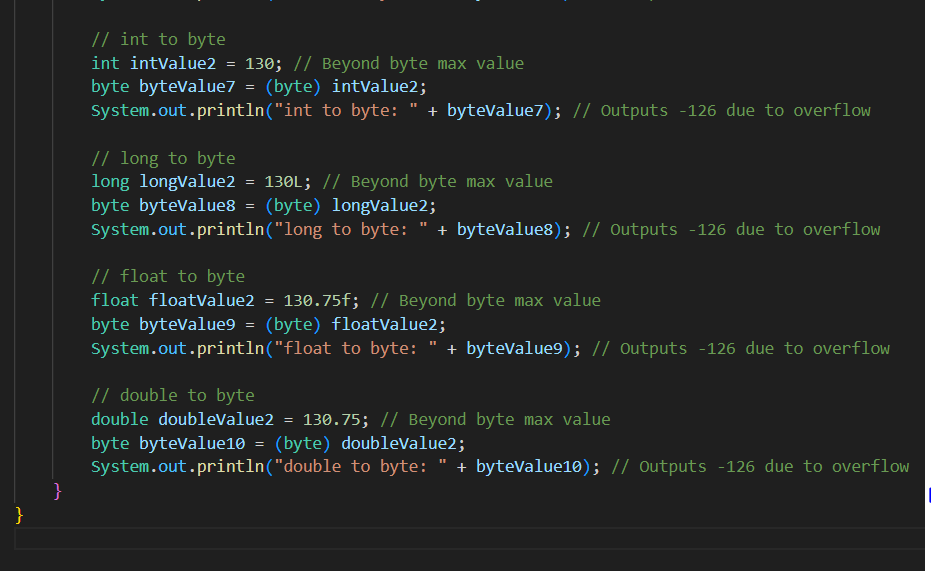 // int to byte
int intValue2 = 130; // Beyond byte max value
byte byteValue7 = (byte) intValue2;
System.out.println("int to byte: " + byteValue7); // Outputs -126 due to overflow
// long to byte
long longValue2 = 130L; // Beyond byte max value
byte byteValue8 = (byte) longValue2;
System.out.println("long to byte: " + byteValue8); // Outputs -126 due to overflow
// float to byte
float floatValue2 = 130.75f; // Beyond byte max value
byte byteValue9 = (byte) floatValue2;
System.out.println("float to byte: " + byteValue9); // Outputs -126 due to overflow
// double to byte
double doubleValue2 = 130.75; // Beyond byte max value
byte byteValue10 = (byte) doubleValue2;
System.out.println("double to byte: " + byteValue10); // Outputs -126 due to overflow
}
}